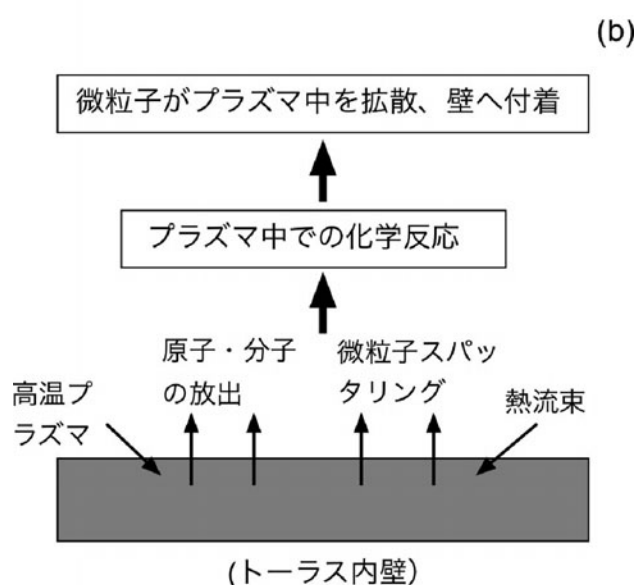 (b)
微粒子がプラズマ中を拡散、壁へ付着
プラズマ中での化学反応
原子・分子
の放出
微粒子スパッ
タリング
高温プ
ラズマ
熱流束
(トーラス内壁)